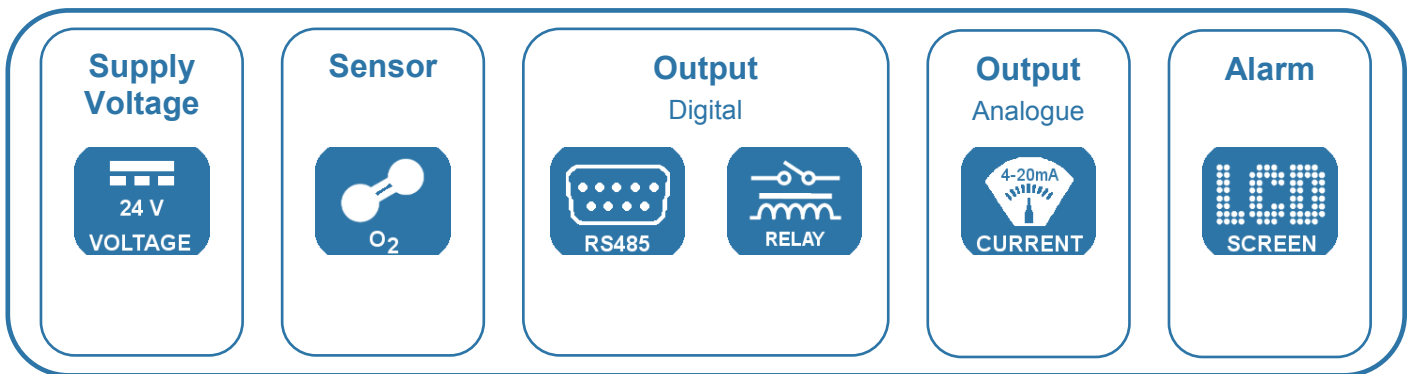 Supply
Voltage
24 V
VOLTAGE
Sensor
O2
Output
Digital
RS485
RELAY
Output
Analogue
4-20mA
CURRENT
Alarm
LCD
SCREEN